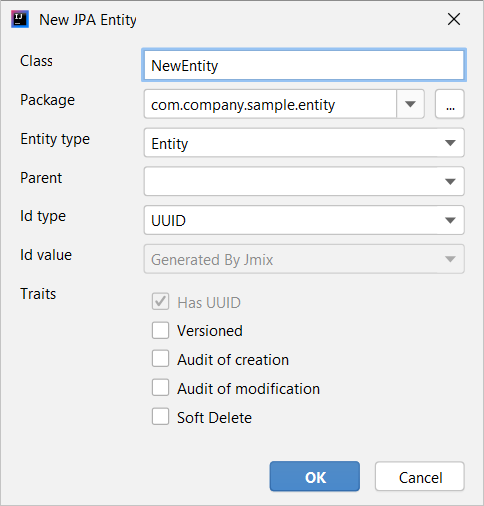 New JPA Entity
Class NewEntity
Package com.company.sample.entity ...
Entity type Entity
Parent
Id type UUID
Id value Generated By Jmix
Traits
Has UUID
Versioned
Audit of creation
Audit of modification
Soft Delete
OK Cancel